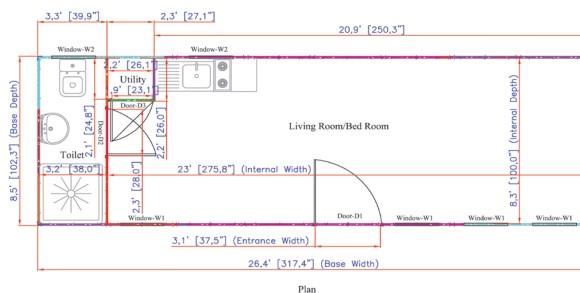 3,3' [39,9"]
2,3' [27,1"]
20,9' [250,3"]
Window-W2
Window-W2
2,2' [26,1"]
Utility
,9' [23,1"]
Door-D3
Door-D2
2,1' [24,8"]
2,2' [26,0"]
Living Room/Bed Room
8,5' [102,3"] (Base Depth)
8,3' [100,0"] (Internal Depth)
Toilet
3,2' [38,0"]
23' [275,8"] (Internal Width)
2,3' [28,0"]
Window-W1
Door-D1
Window-W1
Window-W1
Window-W1
3,1' [37,5"] (Entrance Width)
26,4' [317,4"] (Base Width)
Plan